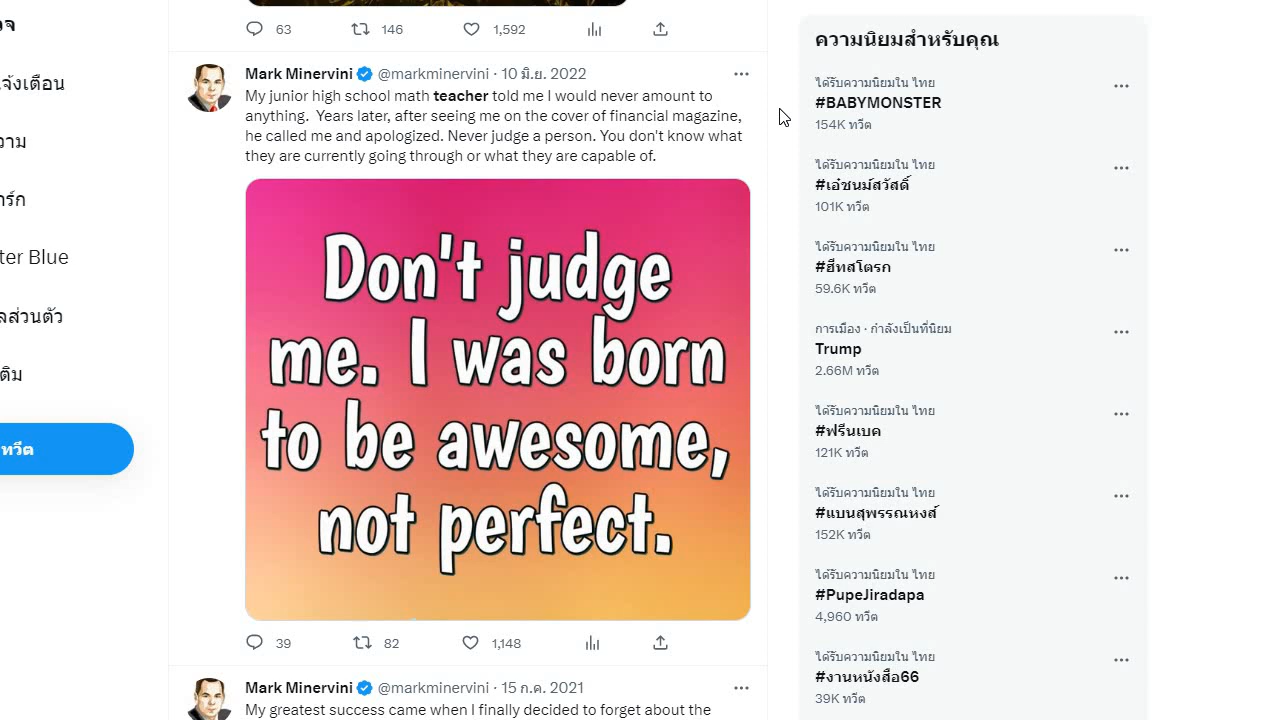 วจ
แจ้งเตือน
วาม
าร์ก
ter Blue
ลส่วนตัว
ติม
ทวีต
63 146 1,592
Mark Minervini @markminervini · 10 มิ.ย. 2022
My junior high school math teacher told me I would never amount to
anything. Years later, after seeing me on the cover of financial magazine,
he called me and apologized. Never judge a person. You don't know what
they are currently going through or what they are capable of.
Don't judge
me. I was born
to be awesome,
not perfect.
39 82 1,148
Mark Minervini @markminervini · 15 ก.ค. 2021
My greatest success came when I finally decided to forget about the
ความนิยมสำหรับคุณ
ได้รับความนิยมใน ไทย
#BABYMONSTER
154K ทวีต
ได้รับความนิยมใน ไทย
#เอ๋ชนม์สวัสดิ์
101K ทวีต
ได้รับความนิยมใน ไทย
#ฮีทสโตรก
59.6K ทวีต
การเมือง · กำลังเป็นที่นิยม
Trump
2.66M ทวีต
ได้รับความนิยมใน ไทย
#ฟรีนเบค
121K ทวีต
ได้รับความนิยมใน ไทย
#แบนสุพรรณหงส์
152K ทวีต
ได้รับความนิยมใน ไทย
#PupeJiradapa
4,960 ทวีต
ได้รับความนิยมใน ไทย
#งานหนังสือ66
39K ทวีต